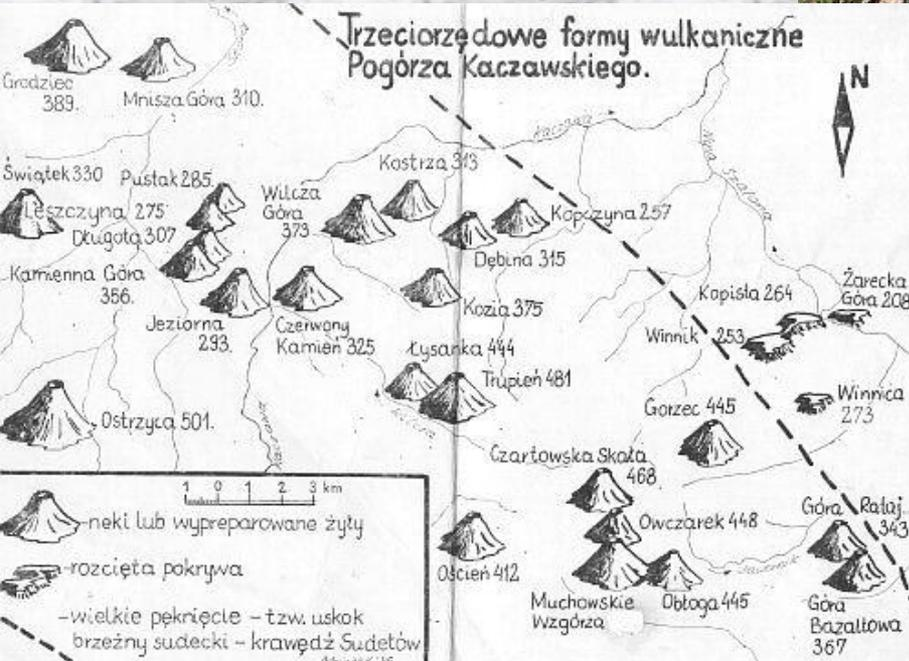 Trzeciorzędowe formy wulkaniczne
Pogórza Kaczawskiego.
N
Grodziec
389.
Mnisza Góra 310.
Kaczawa
Nysa Szalona
Świątek 330
Pustak 285
Leszczyna 275
Długota 307
Kamienna Góra
356.
Wilcza
Góra
373
Kostrza 313
Kopczyna 257
Dębina 315
Jeziorna
293.
Czerwony
Kamień 325
Kozia 375
Kopista 264
Żarecka
Góra 208
Winnik 253
Łysanka 444
Trupień 481
Ostrzyca 501.
Gorzec 445
Winnica
273
Czartowska Skała
468
Owczarek 448
Góra Rataj
343
Oścień 412
Muchowskie
Wzgórza
Obłoga 445
Góra
Bazaltowa
367
1 0 1 2 3 km
-neki lub wypreparowane żyły
-rozcięta pokrywa
-wielkie pęknięcie - tzw. uskok
brzeżny sudecki - krawędź Sudetów